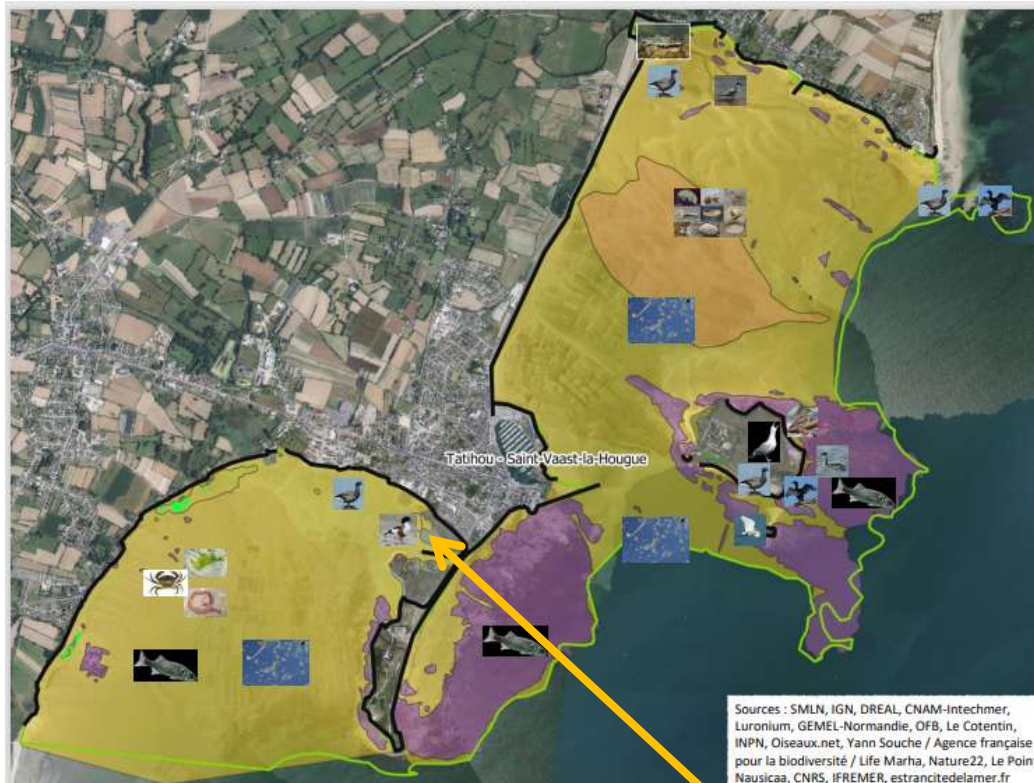 Tatihou - Saint-Vaast-la-Hougue
Sources : SMLN, IGN, DREAL, CNAM-Intechmer,
Luronium, GEMEL-Normandie, OFB, Le Cotentin,
INPN, Oiseaux.net, Yann Souche / Agence française
pour la biodiversité / Life Marha, Nature22, Le Poin
Nausicaa, CNRS, IFREMER, estrancitedelamer.fr